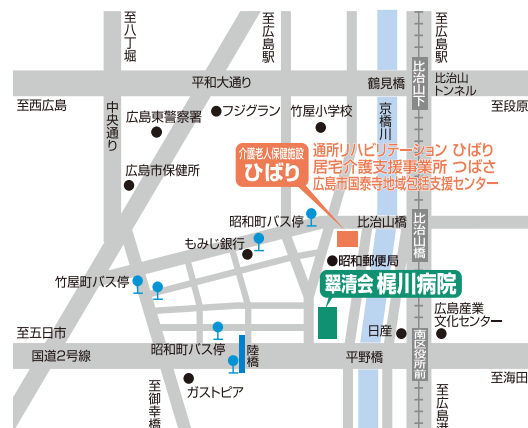 至八丁堀
至広島駅
至広島駅
平和大通り
鶴見橋
比治山下
比治山
トンネル
至西広島
中央通り
広島東警察署
フジグラン
竹屋小学校
京橋川
至段原
介護老人保健施設
ひばり
通所リハビリテーション ひばり
居宅介護支援事業所 つばさ
広島市国泰寺地域包括支援センター
広島市保健所
昭和町バス停
比治山橋
比治山橋
もみじ銀行
昭和郵便局
竹屋町バス停
翠清会 梶川病院
広島産業
文化センター
至五日市
国道2号線
昭和町バス停
陸橋
日産
平野橋
南区役所前
至海田
ガストピア
至御幸橋
至広島港